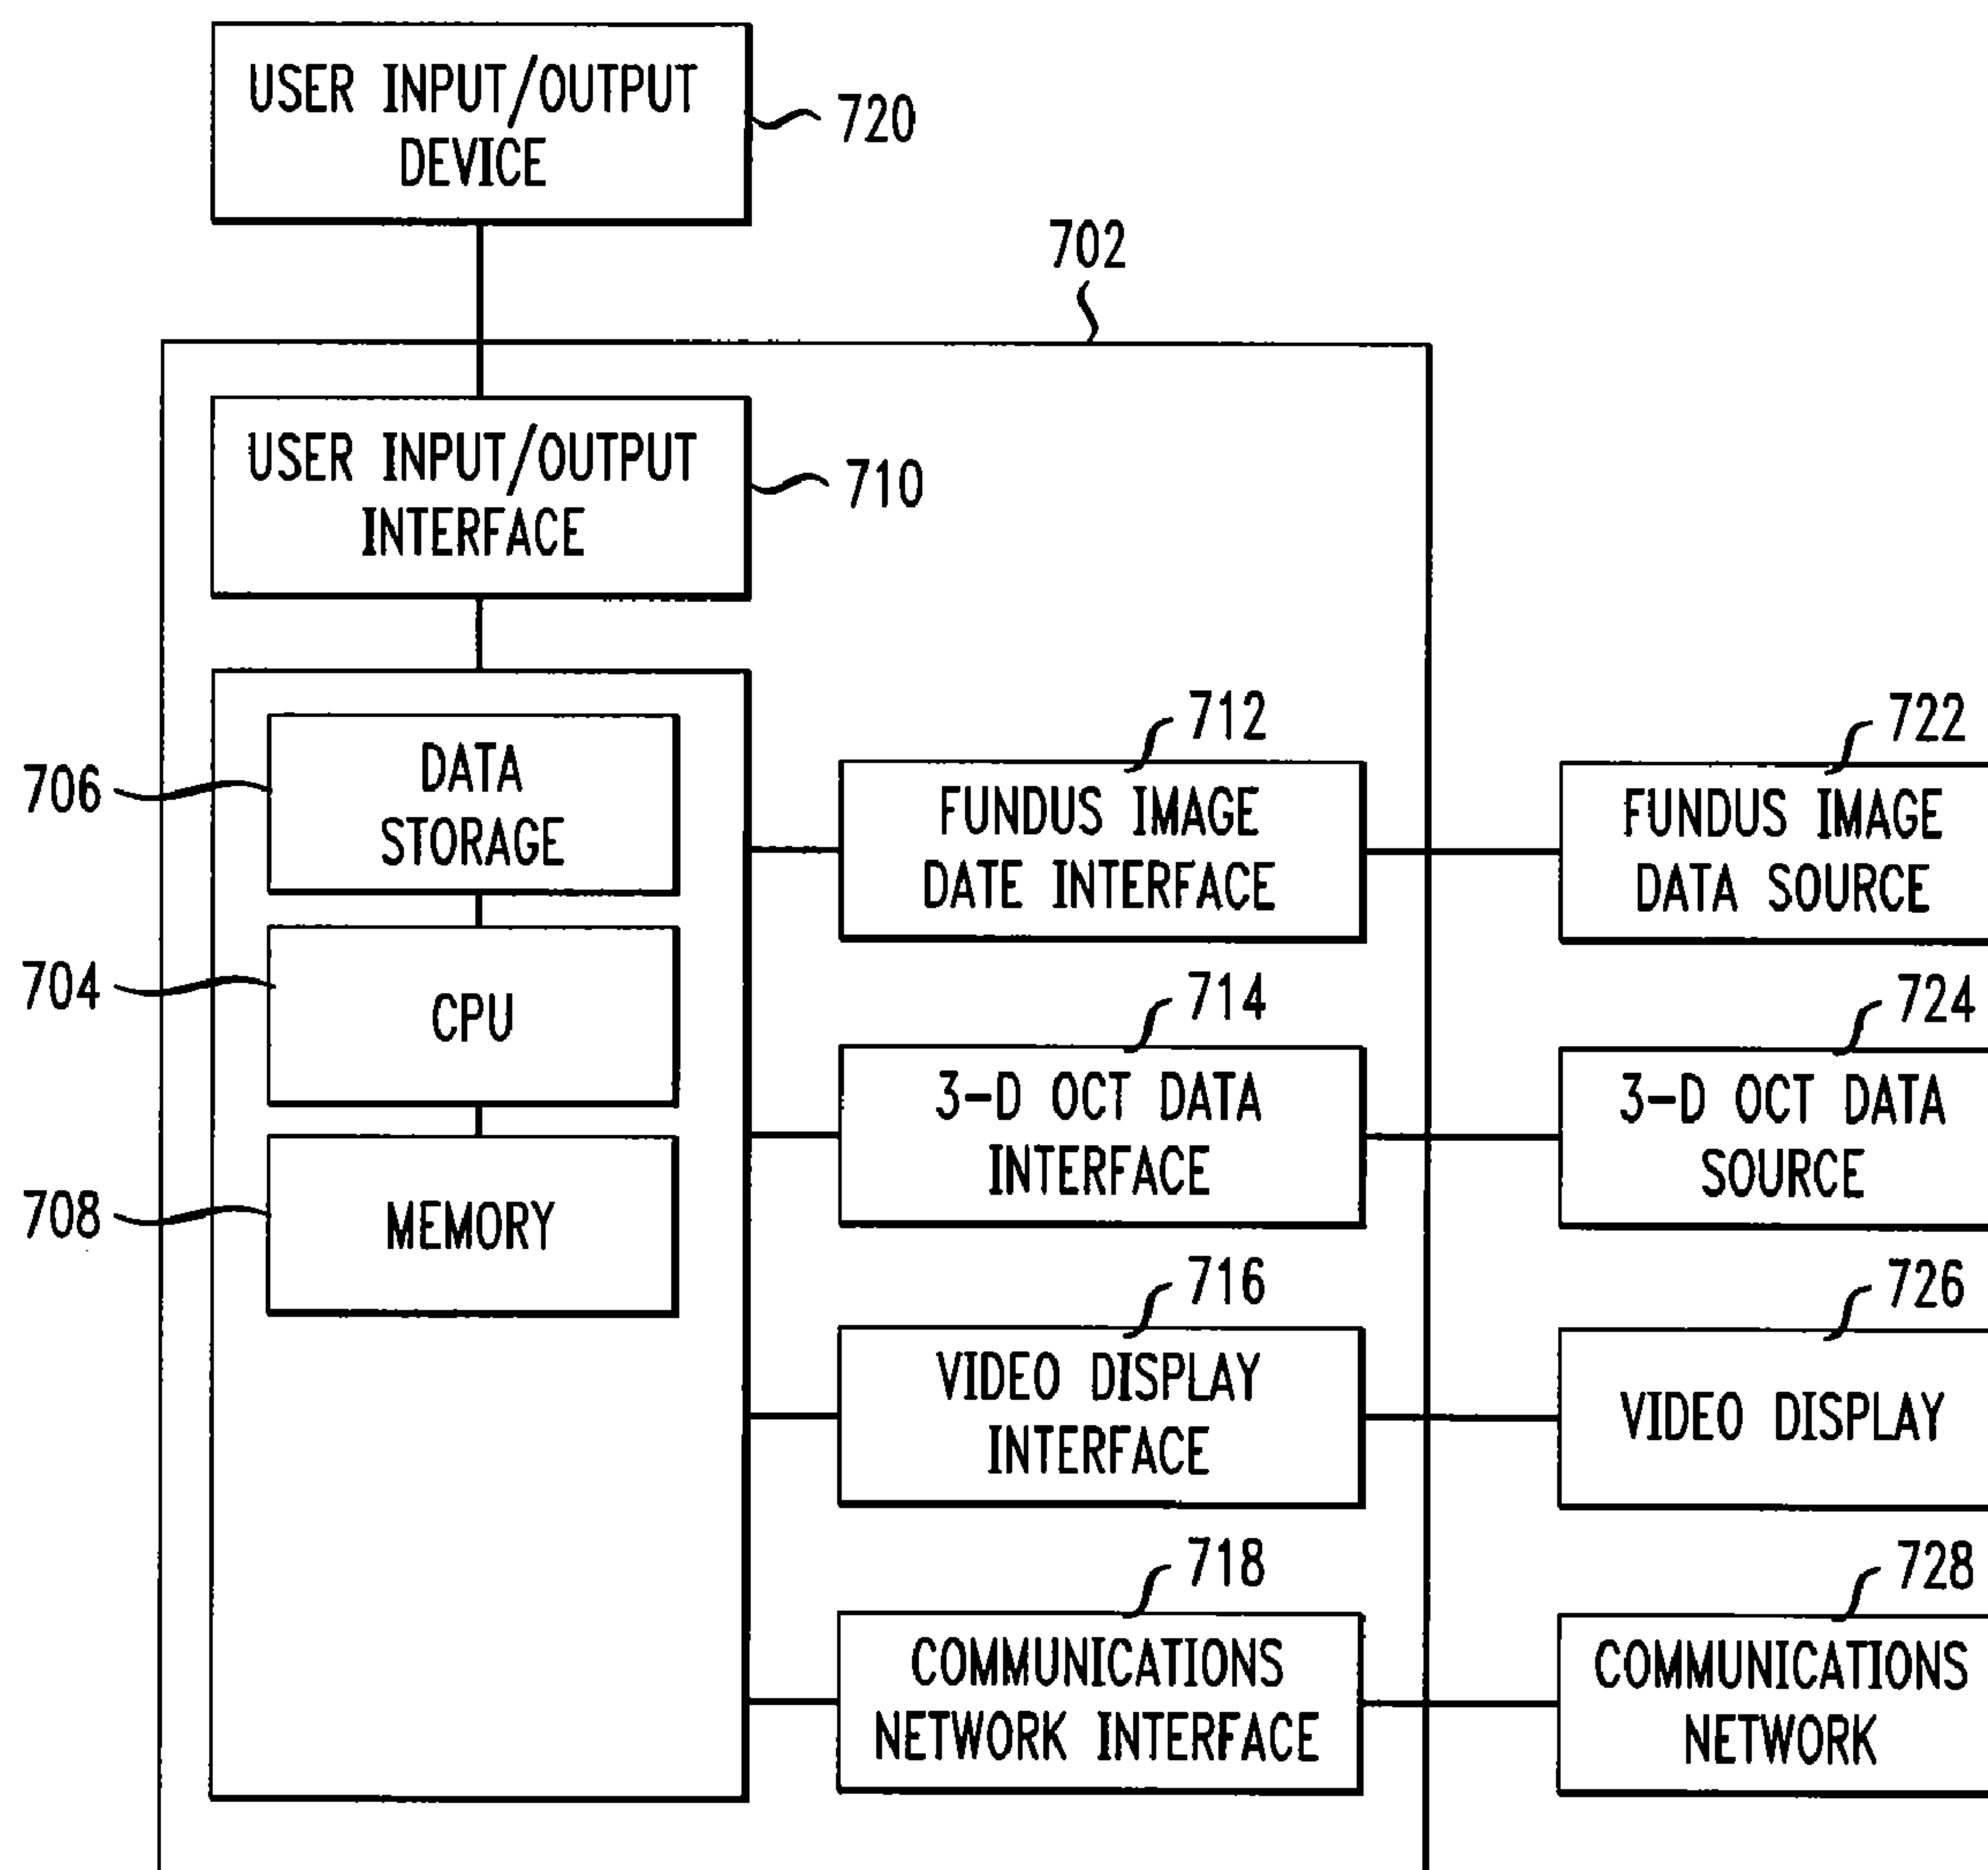 USER INPUT/OUTPUT
DEVICE
720
702
USER INPUT/OUTPUT
INTERFACE
710
706
DATA
STORAGE
704
CPU
708
MEMORY
712
FUNDUS IMAGE
DATE INTERFACE
722
FUNDUS IMAGE
DATA SOURCE
714
3-D OCT DATA
INTERFACE
724
3-D OCT DATA
SOURCE
716
VIDEO DISPLAY
INTERFACE
726
VIDEO DISPLAY
718
COMMUNICATIONS
NETWORK INTERFACE
728
COMMUNICATIONS
NETWORK